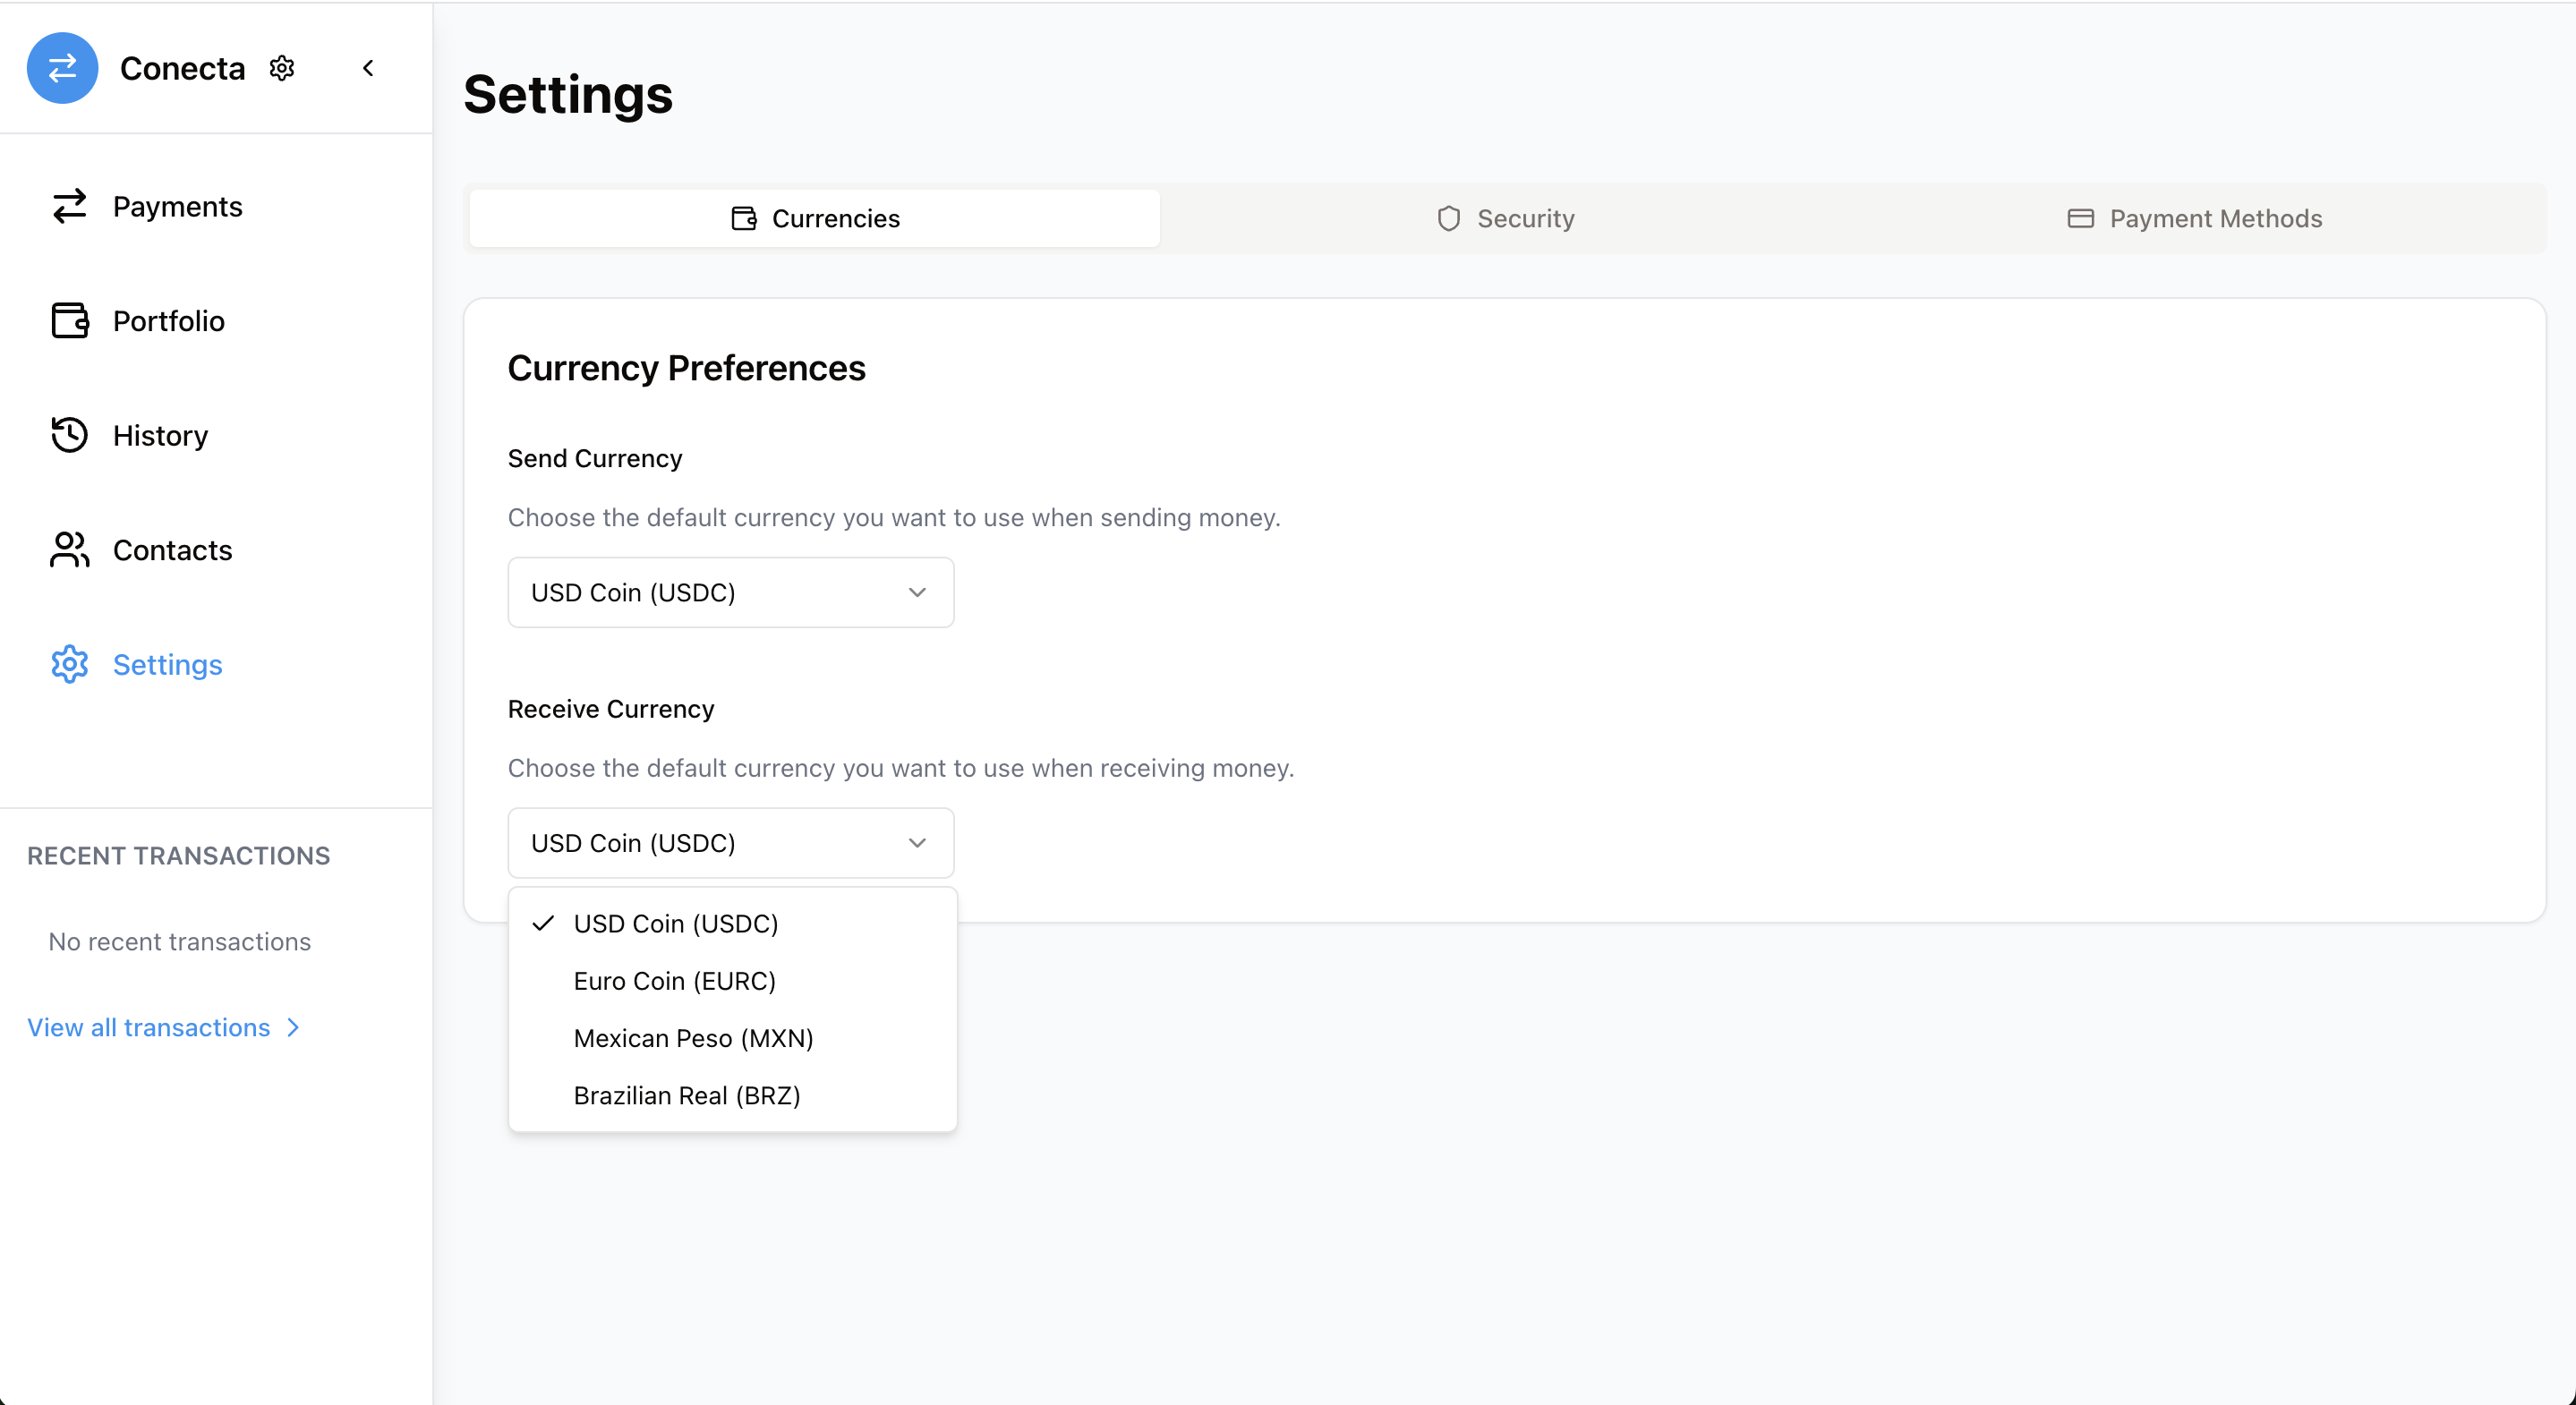 Conecta
Payments
Portfolio
History
Contacts
Settings
RECENT TRANSACTIONS
No recent transactions
View all transactions
Settings
Currencies
Security
Payment Methods
Currency Preferences
Send Currency
Choose the default currency you want to use when sending money.
USD Coin (USDC)
Receive Currency
Choose the default currency you want to use when receiving money.
USD Coin (USDC)
USD Coin (USDC)
Euro Coin (EURC)
Mexican Peso (MXN)
Brazilian Real (BRZ)